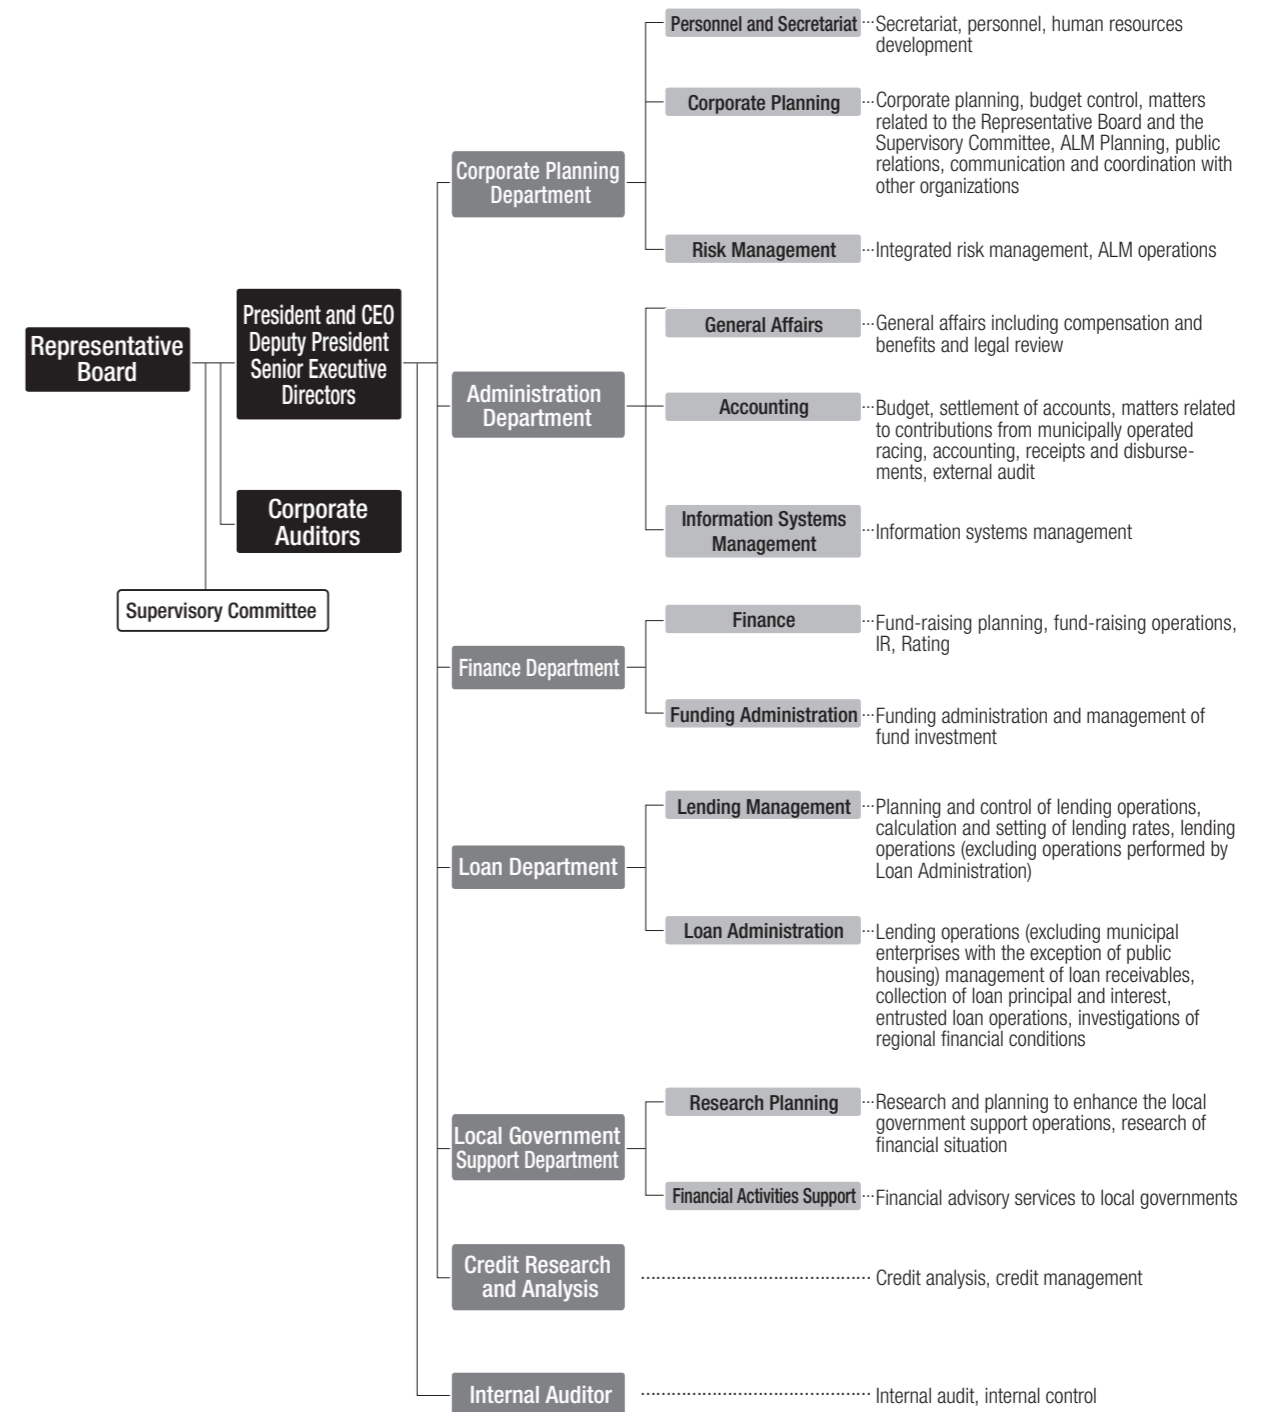 Representative
Board
President and CEO
Deputy President
Senior Executive
Directors
Corporate
Auditors
Supervisory Committee
Corporate Planning
Department
Personnel and Secretariat
Secretariat, personnel, human resources
development
Corporate Planning
Corporate planning, budget control, matters
related to the Representative Board and the
Supervisory Committee, ALM Planning, public
relations, communication and coordination with
other organizations
Risk Management
Integrated risk management, ALM operations
Administration
Department
General Affairs
General affairs including compensation and
benefits and legal review
Accounting
Budget, settlement of accounts, matters related
to contributions from municipally operated
racing, accounting, receipts and disburse-
ments, external audit
Information Systems
Management
Information systems management
Finance Department
Finance
Fund-raising planning, fund-raising operations,
IR, Rating
Funding Administration
Funding administration and management of
fund investment
Loan Department
Lending Management
Planning and control of lending operations,
calculation and setting of lending rates, lending
operations (excluding operations performed by
Loan Administration)
Loan Administration
Lending operations (excluding municipal
enterprises with the exception of public
housing) management of loan receivables,
collection of loan principal and interest,
entrusted loan operations, investigations of
regional financial conditions
Local Government
Support Department
Research Planning
Research and planning to enhance the local
government support operations, research of
financial situation
Financial Activities Support
Financial advisory services to local governments
Credit Research
and Analysis
Credit analysis, credit management
Internal Auditor
Internal audit, internal control